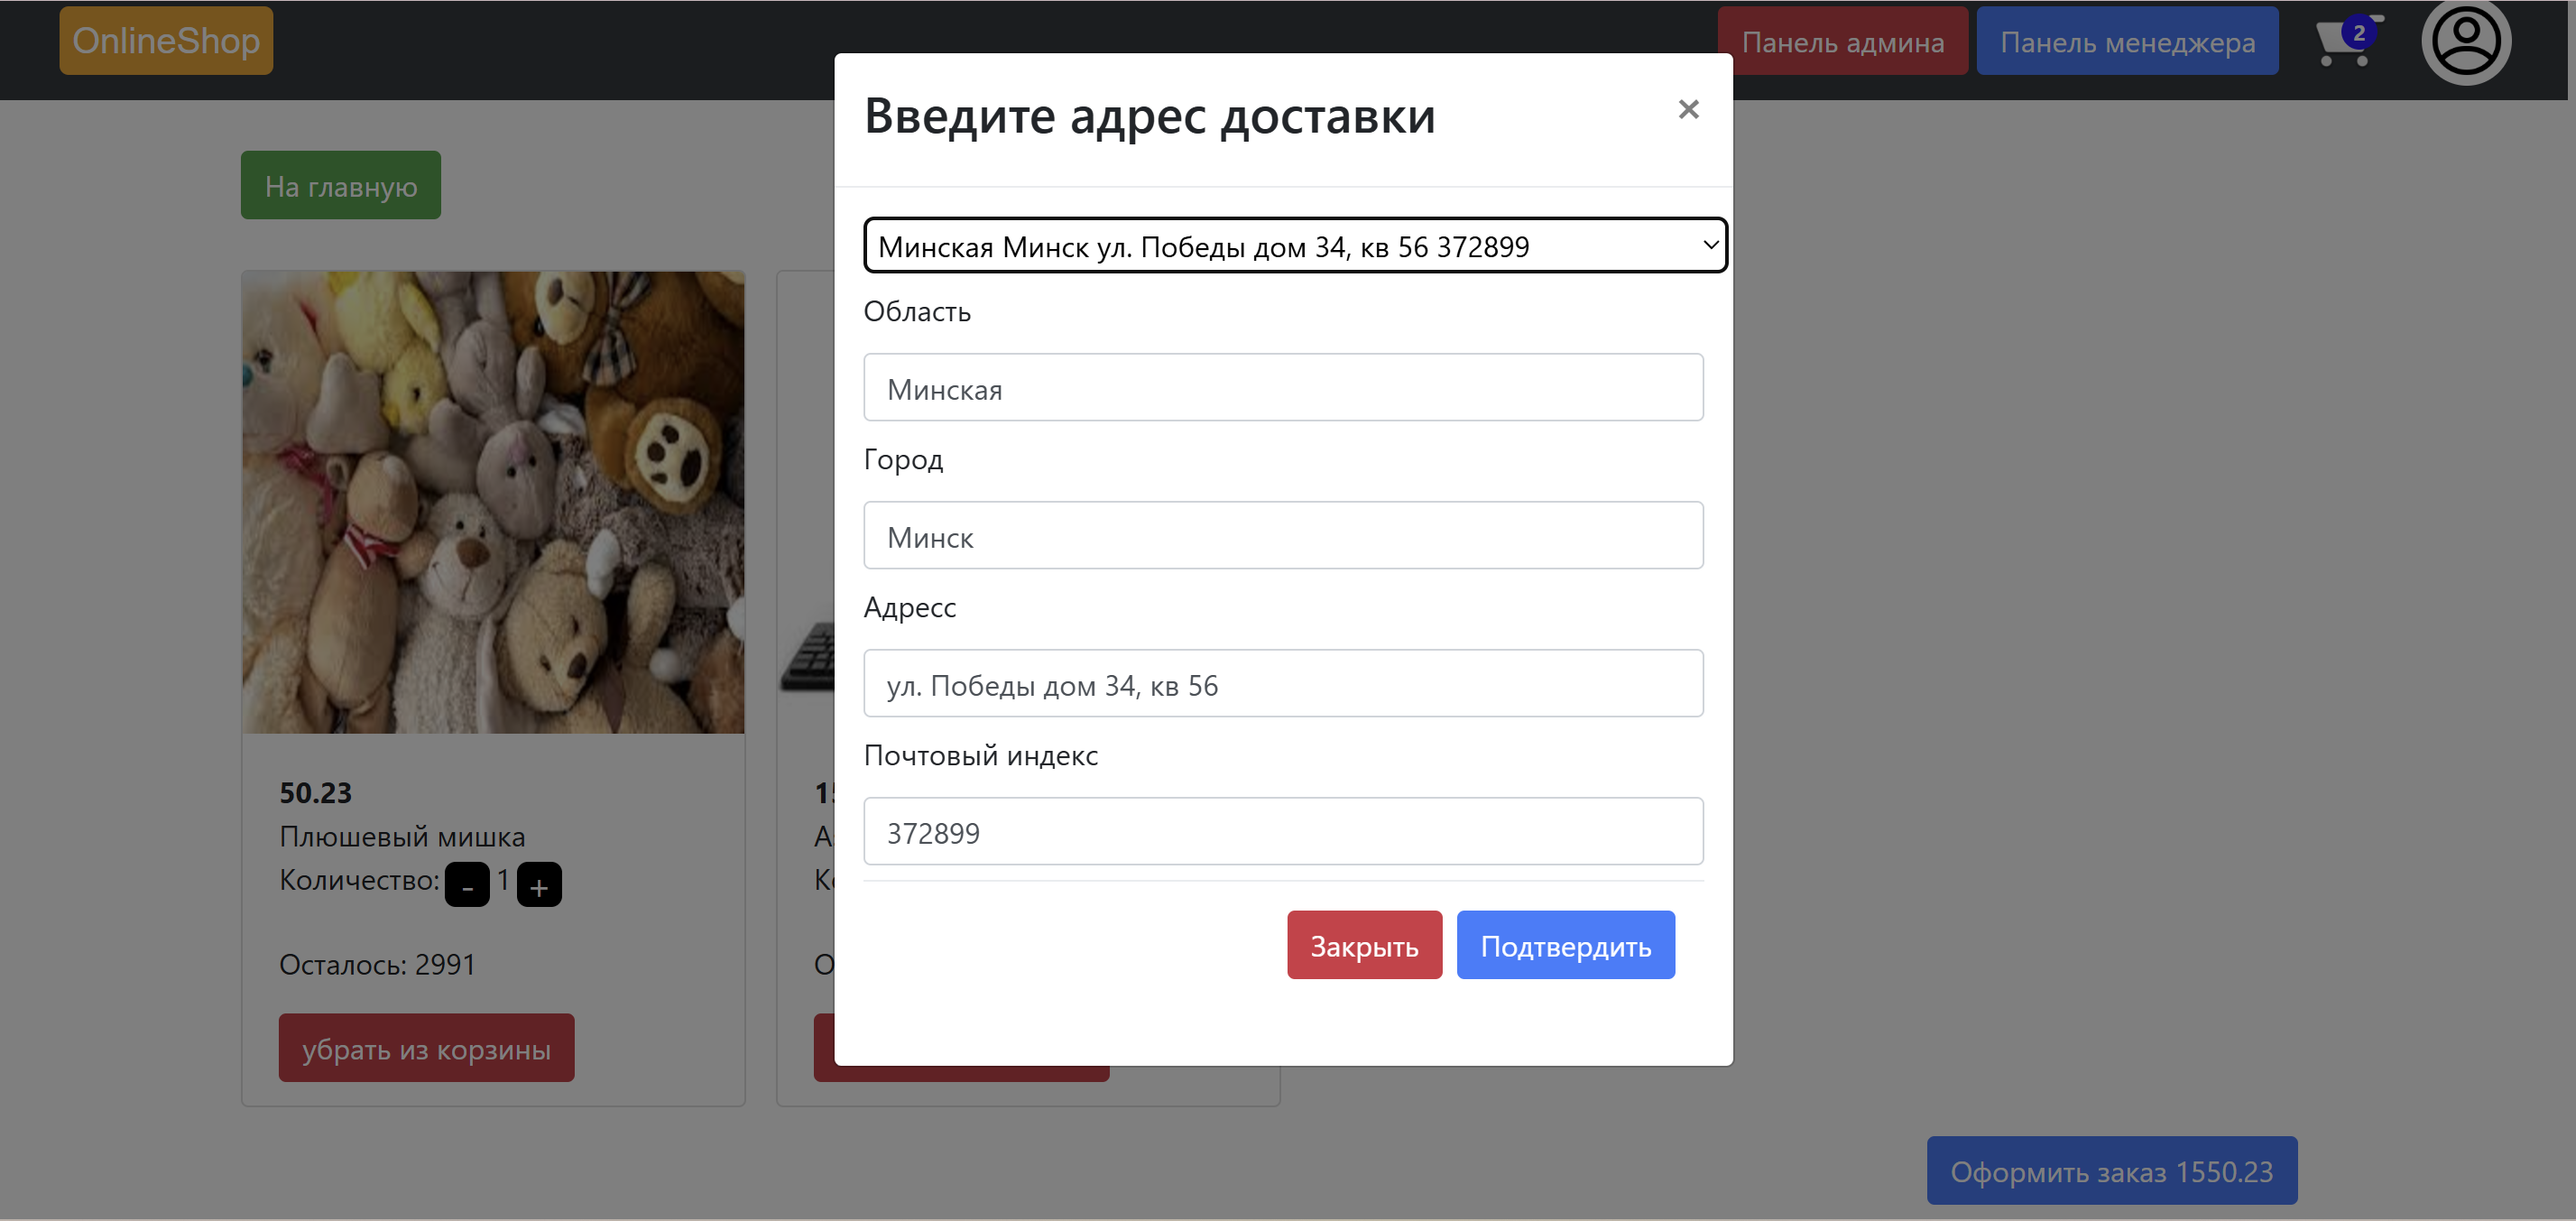 OnlineShop
Панель админа
Панель менеджера
2
Введите адрес доставки
×
На главную
Минская Минск ул. Победы дом 34, кв 56 372899
Область
Минская
Город
Минск
Адресс
ул. Победы дом 34, кв 56
Почтовый индекс
372899
Закрыть
Подтвердить
50.23
Плюшевый мишка
Количество: - 1 +
Осталось: 2991
убрать из корзины
Оформить заказ 1550.23